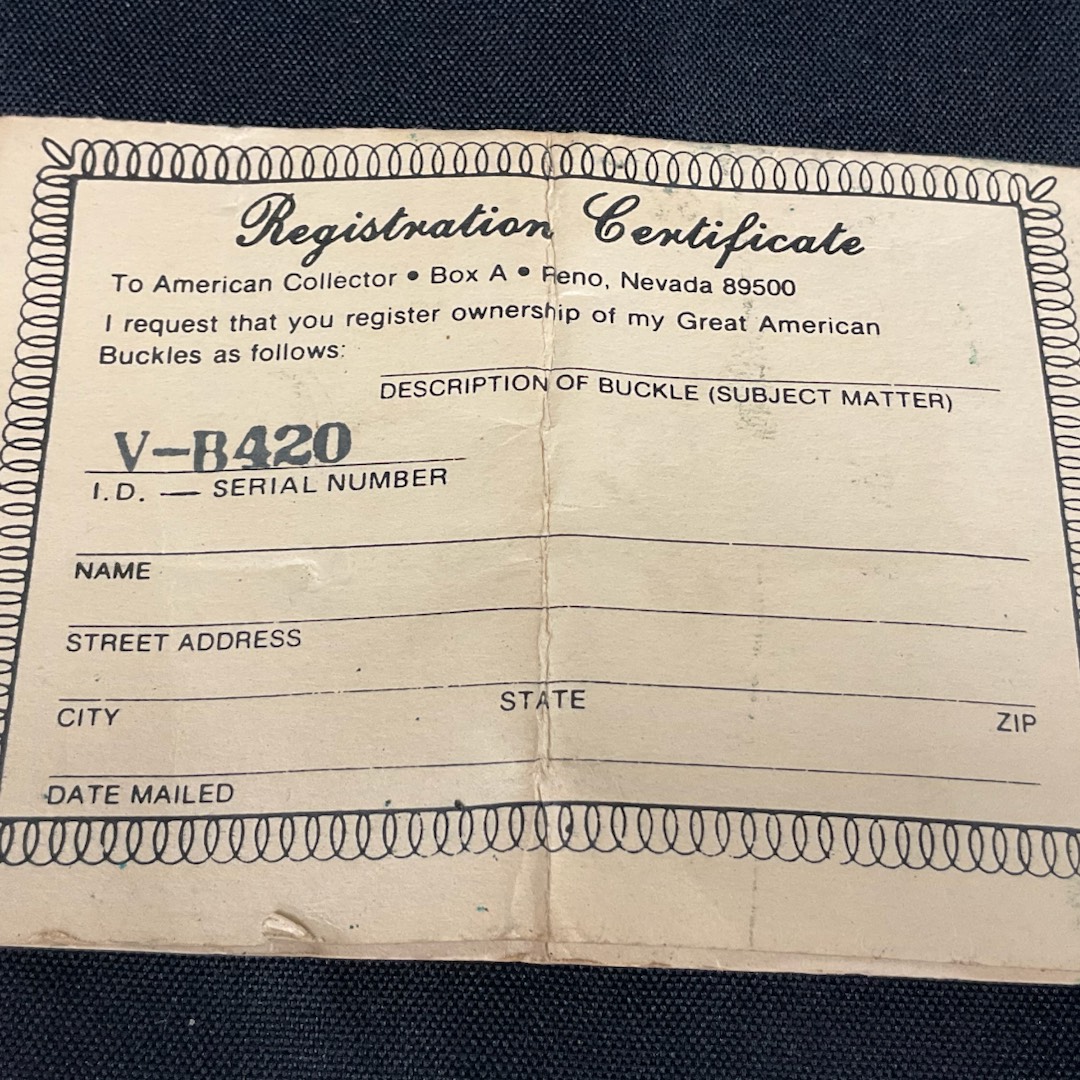 Registration Certificate
To American Collector • Box A • Reno, Nevada 89500
I request that you register ownership of my Great American
Buckles as follows:
DESCRIPTION OF BUCKLE (SUBJECT MATTER)
V-B420
I.D. — SERIAL NUMBER
NAME
STREET ADDRESS
CITY STATE ZIP
DATE MAILED